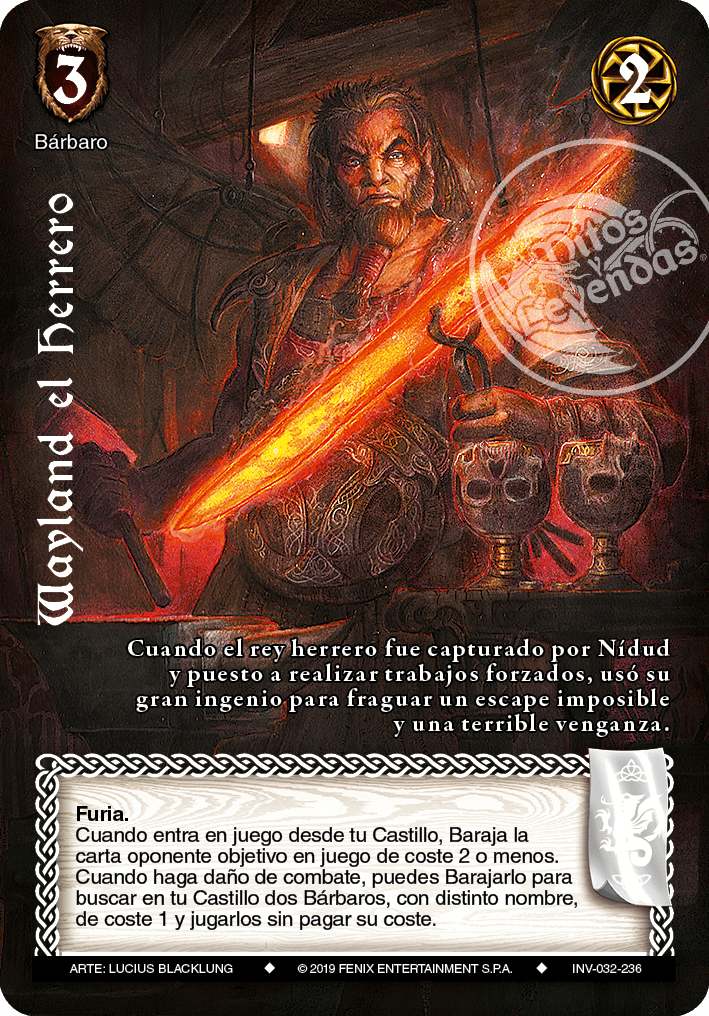 3
2
Bárbaro
mitos
y
leyendas®
Wayland el Herrero
Cuando el rey herrero fue capturado por Nídud
y puesto a realizar trabajos forzados, usó su
gran ingenio para fraguar un escape imposible
y una terrible venganza.
Furia.
Cuando entra en juego desde tu Castillo, Baraja la
carta oponente objetivo en juego de coste 2 o menos.
Cuando haga daño de combate, puedes Barajarlo para
buscar en tu Castillo dos Bárbaros, con distinto nombre,
de coste 1 y jugarlos sin pagar su coste.
ARTE: LUCIUS BLACKLUNG ◆ © 2019 FENIX ENTERTAINMENT S.P.A. ◆ INV-032-236